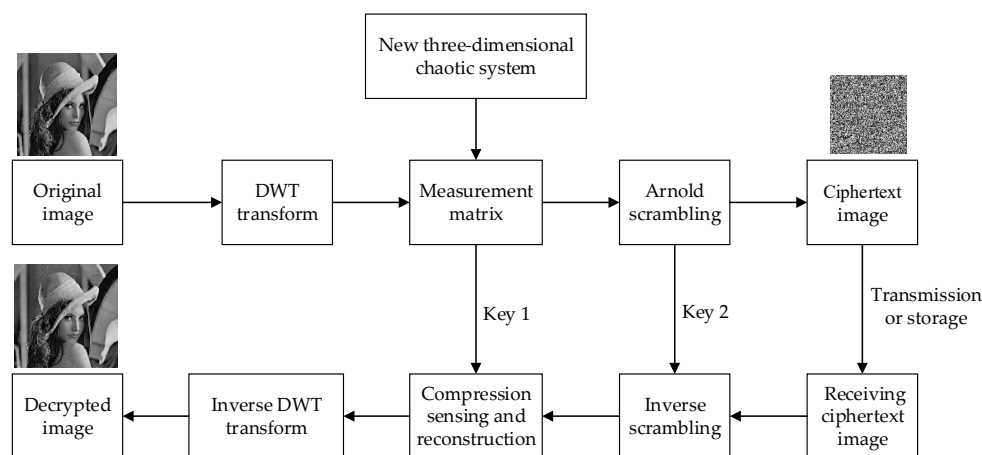 New three-dimensional
chaotic system
Original
image
DWT
transform
Measurement
matrix
Arnold
scrambling
Ciphertext
image
Key 1
Key 2
Transmission
or storage
Decrypted
image
Inverse DWT
transform
Compression
sensing and
reconstruction
Inverse
scrambling
Receiving
ciphertext
image